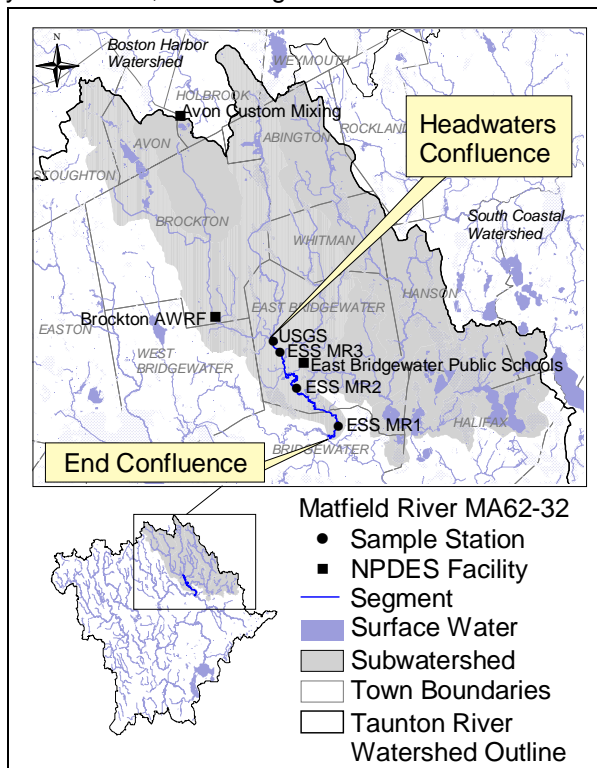 N
Boston Harbor
Watershed
WEYMOUTH
HOLBROOK
Avon Custom Mixing
AVON
ABINGTON
ROCKLAND
Headwaters
Confluence
STOUGHTON
BROCKTON
WHITMAN
South Coastal
Watershed
HANSON
EAST BRIDGEWATER
Brockton AWRF
USGS
EASTON
ESS MR3
WEST
BRIDGEWATER
East Bridgewater Public Schools
ESS MR2
ESS MR1
HALIFAX
BRIDGEWATER
End Confluence
Matfield River MA62-32
Sample Station
NPDES Facility
Segment
Surface Water
Subwatershed
Town Boundaries
Taunton River
Watershed Outline